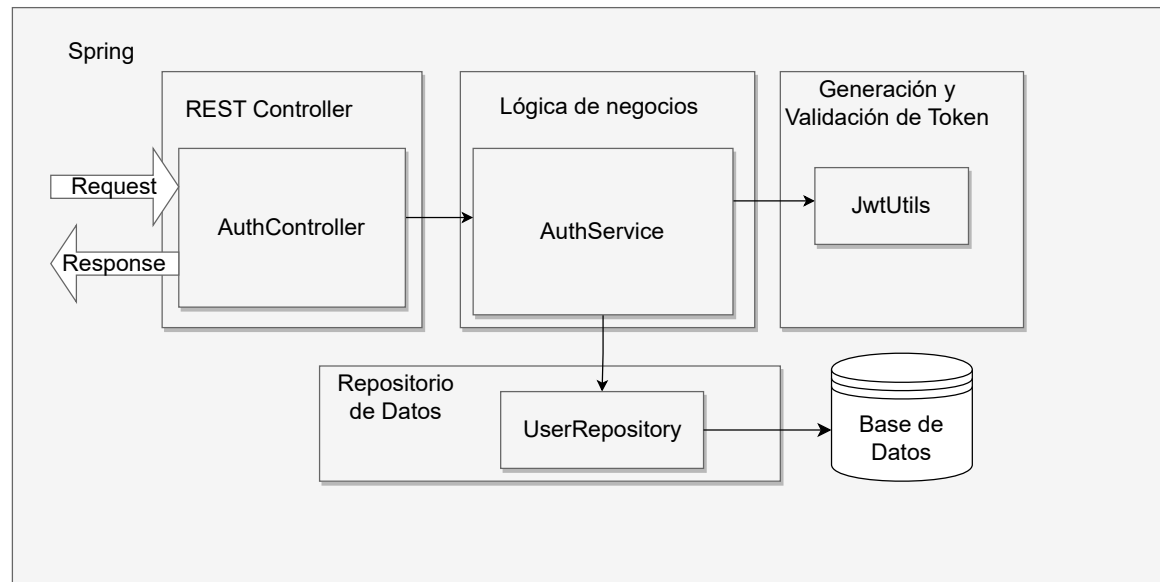 Spring
REST Controller
Lógica de negocios
Generación y
Validación de Token
Request
Response
AuthController
AuthService
JwtUtils
Repositorio
de Datos
UserRepository
Base de
Datos